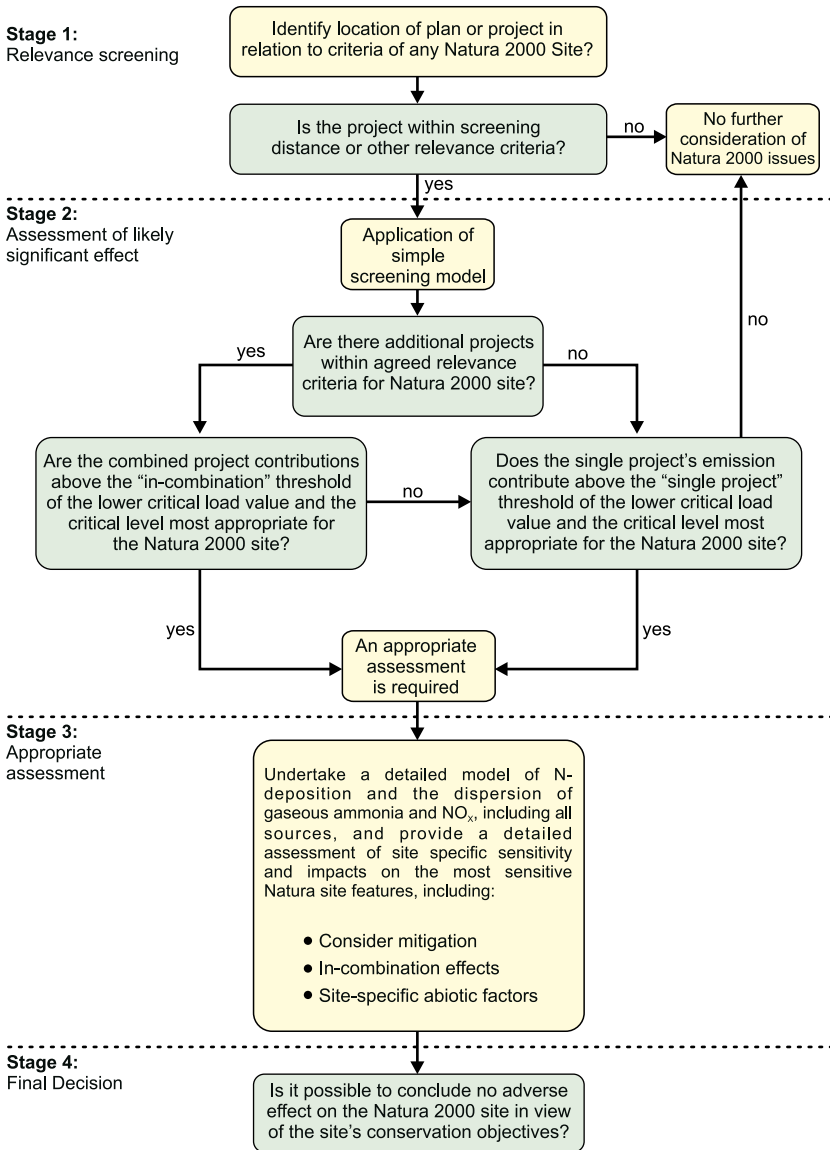 Stage 1:
Relevance screening
Identify location of plan or project in
relation to criteria of any Natura 2000 Site?
Is the project within screening
distance or other relevance criteria?
no
No further
consideration of
Natura 2000 issues
yes
Stage 2:
Assessment of likely
significant effect
Application of
simple
screening model
no
Are there additional projects
within agreed relevance
criteria for Natura 2000 site?
yes
no
Are the combined project contributions
above the “in-combination” threshold
of the lower critical load value and the
critical level most appropriate for
the Natura 2000 site?
no
Does the single project’s emission
contribute above the “single project”
threshold of the lower critical load
value and the critical level most
appropriate for the Natura 2000 site?
yes
yes
An appropriate
assessment
is required
Stage 3:
Appropriate
assessment
Undertake a detailed model of N-
deposition and the dispersion of
gaseous ammonia and NOx, including all
sources, and provide a detailed
assessment of site specific sensitivity
and impacts on the most sensitive
Natura site features, including:
● Consider mitigation
● In-combination effects
● Site-specific abiotic factors
Stage 4:
Final Decision
Is it possible to conclude no adverse
effect on the Natura 2000 site in view
of the site’s conservation objectives?